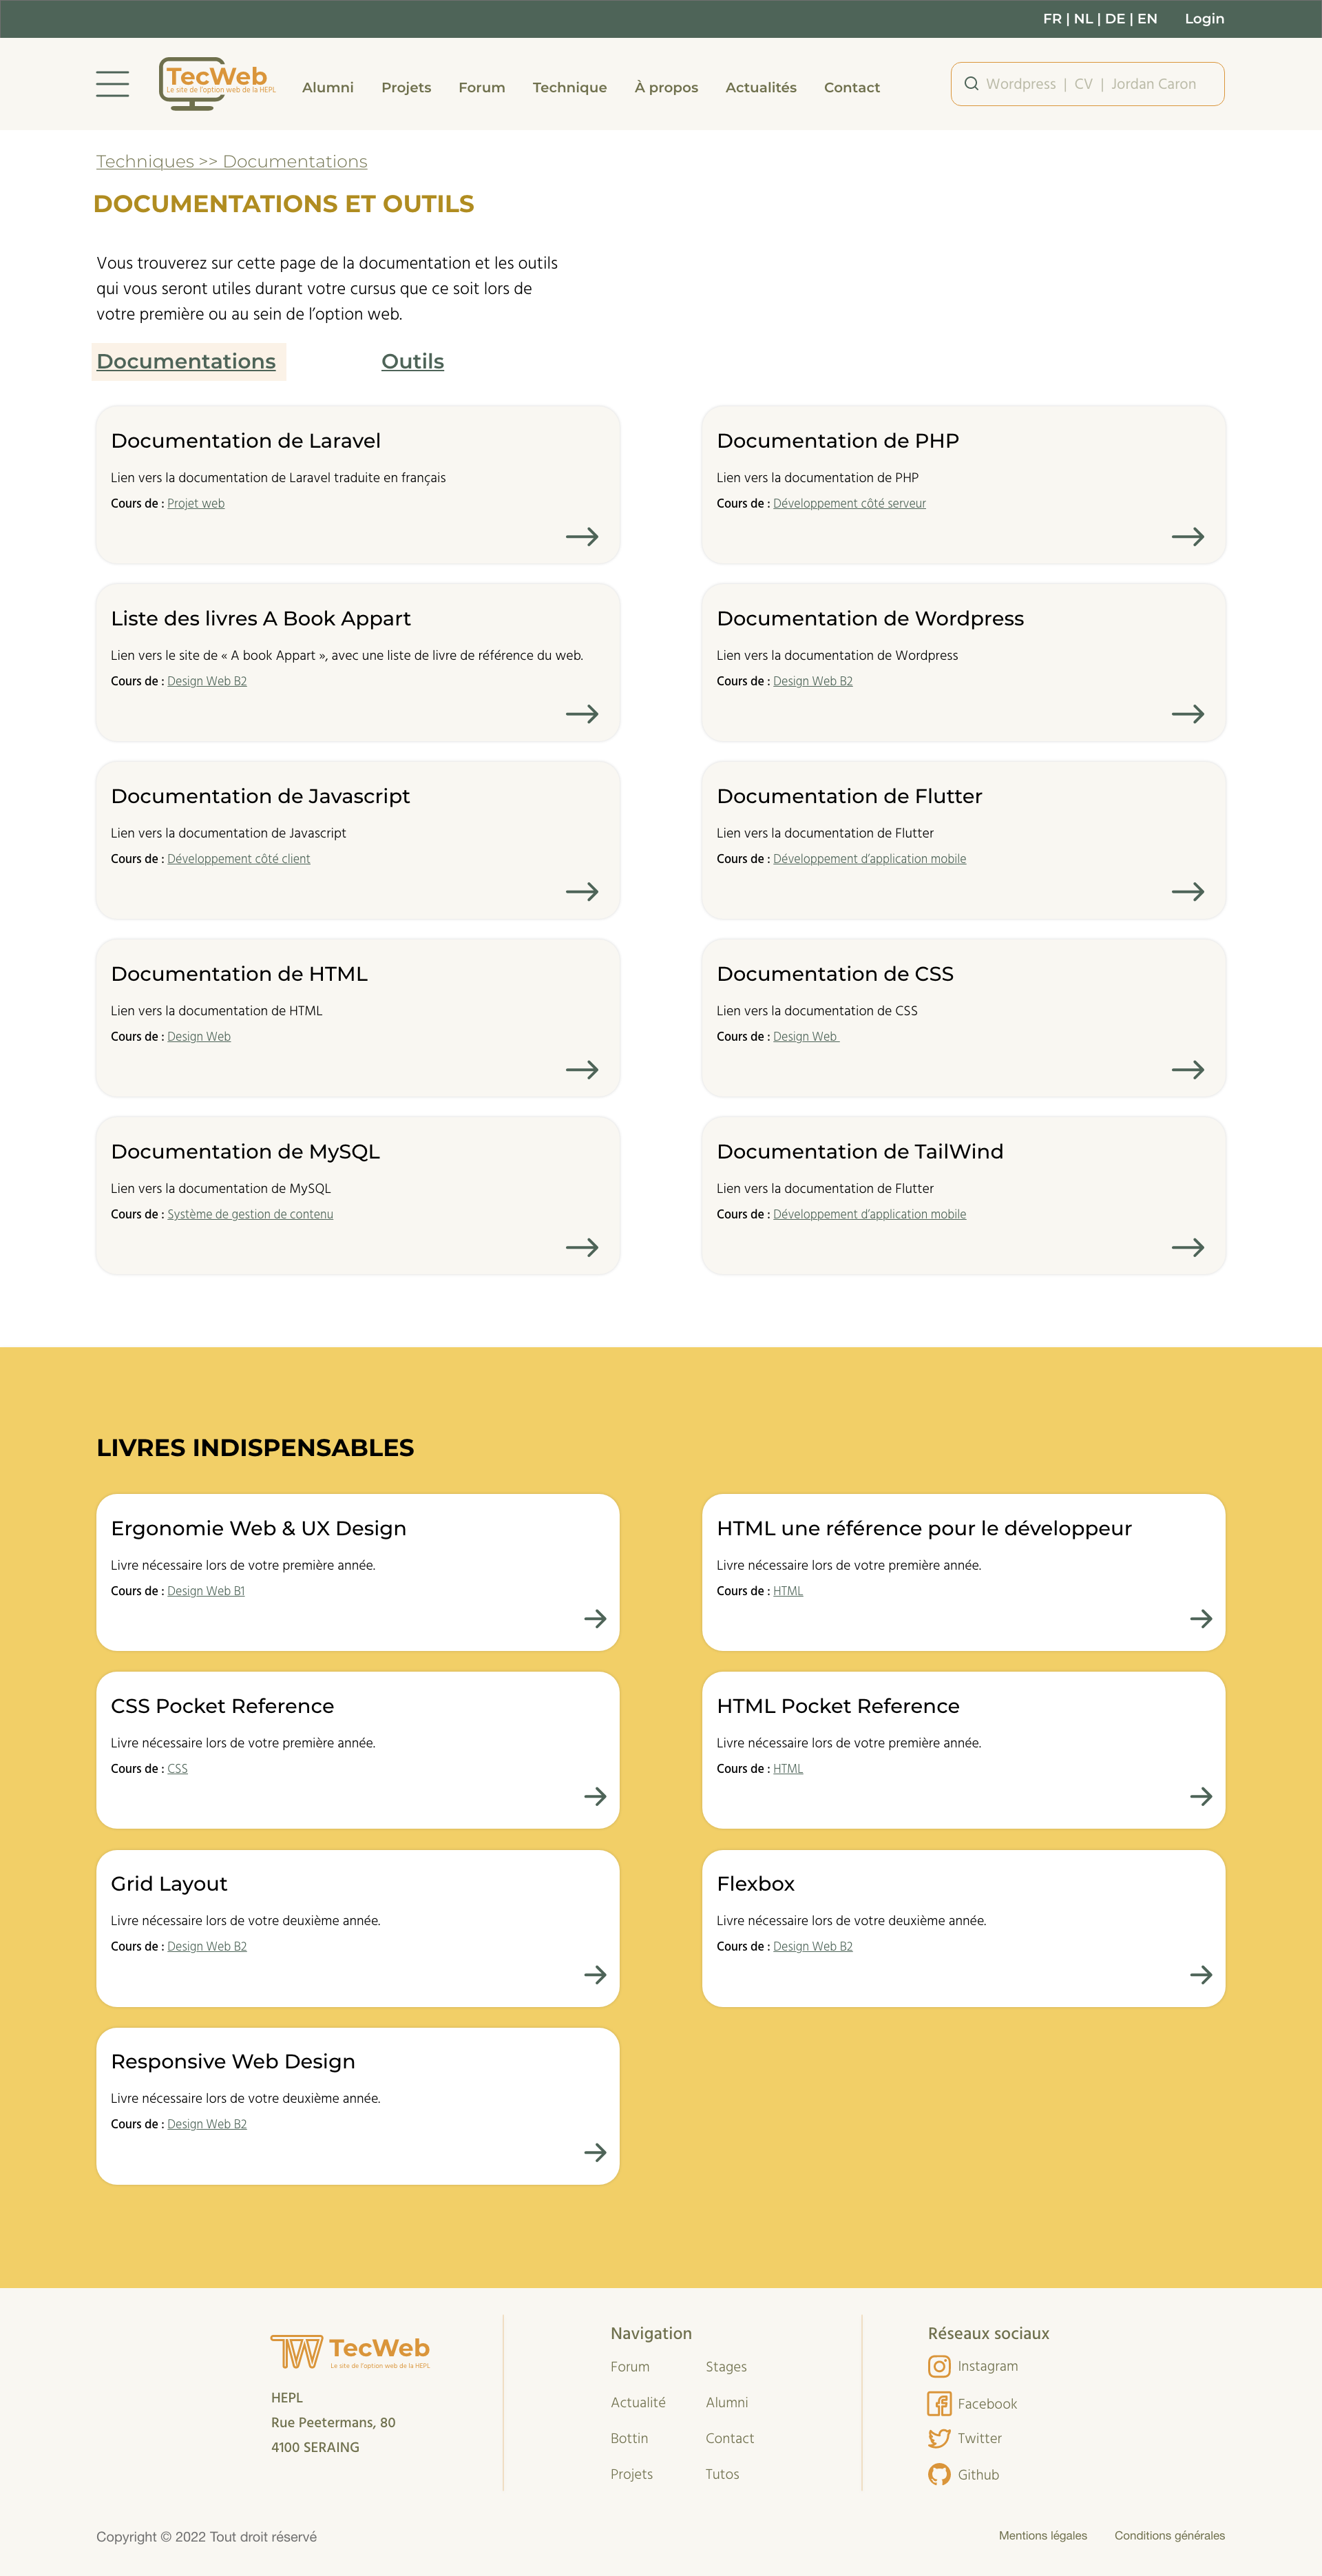 FR | NL | DE | EN Login
TecWeb
Le site de l'option web de la HEPL
Alumni Projets Forum Technique À propos Actualités Contact
Wordpress | CV | Jordan Caron
Techniques >> Documentations
DOCUMENTATIONS ET OUTILS
Vous trouverez sur cette page de la documentation et les outils
qui vous seront utiles durant votre cursus que ce soit lors de
votre première ou au sein de l’option web.
Documentations Outils
Documentation de Laravel
Lien vers la documentation de Laravel traduite en français
Cours de : Projet web
Documentation de PHP
Lien vers la documentation de PHP
Cours de : Développement côté serveur
Liste des livres A Book Appart
Lien vers le site de « A book Appart », avec une liste de livre de référence du web.
Cours de : Design Web B2
Documentation de Wordpress
Lien vers la documentation de Wordpress
Cours de : Design Web B2
Documentation de Javascript
Lien vers la documentation de Javascript
Cours de : Développement côté client
Documentation de Flutter
Lien vers la documentation de Flutter
Cours de : Développement d’application mobile
Documentation de HTML
Lien vers la documentation de HTML
Cours de : Design Web
Documentation de CSS
Lien vers la documentation de CSS
Cours de : Design Web
Documentation de MySQL
Lien vers la documentation de MySQL
Cours de : Système de gestion de contenu
Documentation de TailWind
Lien vers la documentation de Flutter
Cours de : Développement d’application mobile
LIVRES INDISPENSABLES
Ergonomie Web & UX Design
Livre nécessaire lors de votre première année.
Cours de : Design Web B1
HTML une référence pour le développeur
Livre nécessaire lors de votre première année.
Cours de : HTML
CSS Pocket Reference
Livre nécessaire lors de votre première année.
Cours de : CSS
HTML Pocket Reference
Livre nécessaire lors de votre première année.
Cours de : HTML
Grid Layout
Livre nécessaire lors de votre deuxième année.
Cours de : Design Web B2
Flexbox
Livre nécessaire lors de votre deuxième année.
Cours de : Design Web B2
Responsive Web Design
Livre nécessaire lors de votre deuxième année.
Cours de : Design Web B2
TW TecWeb
Le site de l'option web de la HEPL
HEPL
Rue Peetermans, 80
4100 SERAING
Navigation
Forum Stages
Actualité Alumni
Bottin Contact
Projets Tutos
Réseaux sociaux
Instagram
Facebook
Twitter
Github
Copyright © 2022 Tout droit réservé
Mentions légales Conditions générales